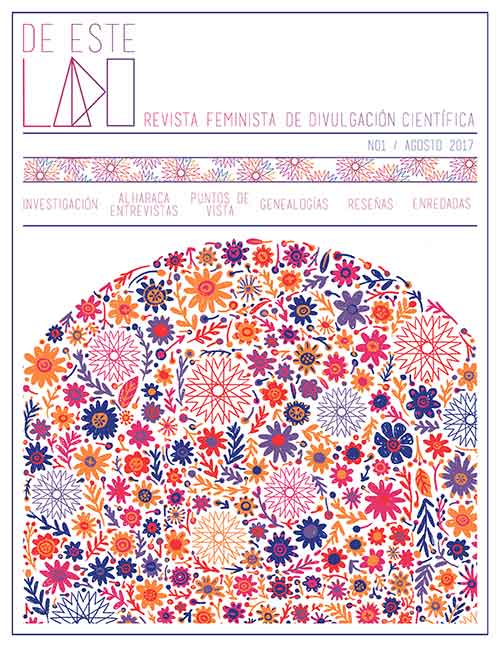 DE ESTE
LADO
REVISTA FEMINISTA DE DIVULGACIÓN CIENTÍFICA
NO1 / AGOSTO 2017
INVESTIGACIÓN
ALHARACA
ENTREVISTAS
PUNTOS DE
VISTA
GENEALOGÍAS
RESEÑAS
ENREDADAS